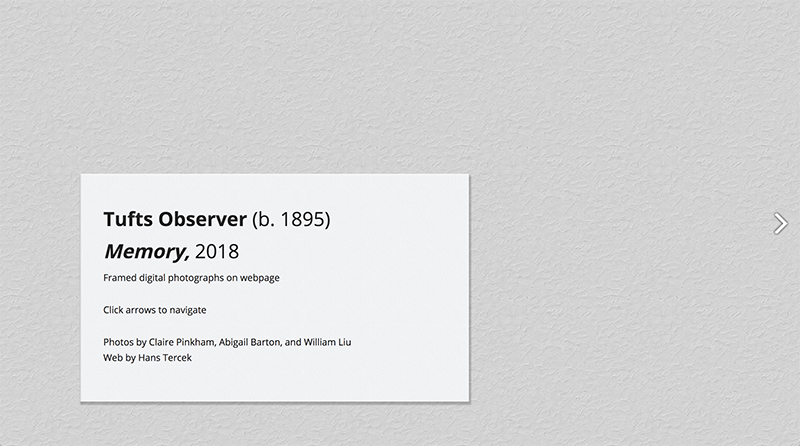 Tufts Observer (b. 1895)
Memory, 2018
Framed digital photographs on webpage
Click arrows to navigate
Photos by Claire Pinkham, Abigail Barton, and William Liu
Web by Hans Tercek